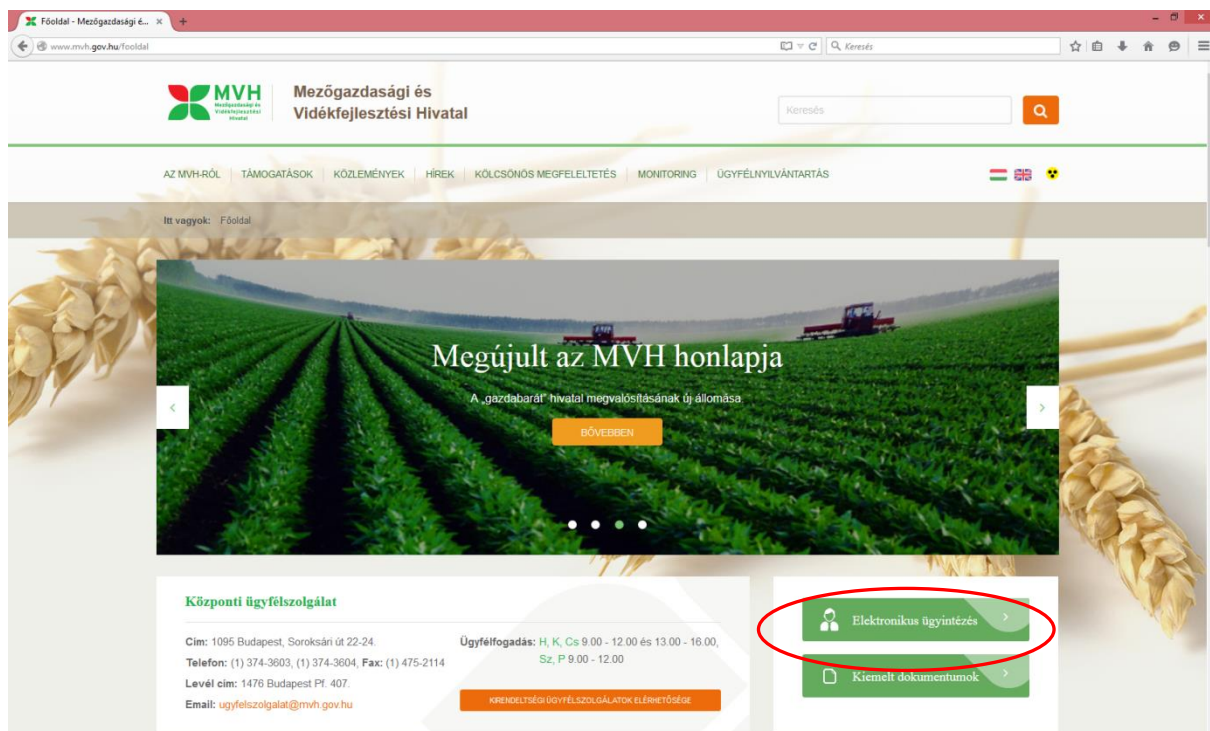 Főoldal - Mezőgazdasági é...
www.mvh.gov.hu/fooldal
Keresés
MVH
Mezőgazdasági és
Vidékfejlesztési
Hivatal
Mezőgazdasági és
Vidékfejlesztési Hivatal
Keresés
AZ MVH-RÓL TÁMOGATÁSOK KÖZLEMÉNYEK HÍREK KÖLCSÖNÖS MEGFELELTETÉS MONITORING ÜGYFÉLNYILVÁNTARTÁS
Itt vagyok: Főoldal
Megújult az MVH honlapja
A „gazdabarát" hivatal megvalósításának új állomása
BŐVEBBEN
Központi ügyfélszolgálat
Cím: 1095 Budapest, Soroksári út 22-24.
Telefon: (1) 374-3603, (1) 374-3604, Fax: (1) 475-2114
Levél cím: 1476 Budapest Pf. 407.
Email: ugyfelszolgalat@mvh.gov.hu
Ügyfélfogadás: H, K, Cs 9.00 - 12.00 és 13.00 - 16.00,
Sz, P 9.00 - 12.00
KIRENDELTSÉGI ÜGYFÉLSZOLGÁLATOK ELÉRHETŐSÉGE
Elektronikus ügyintézés
Kiemelt dokumentumok